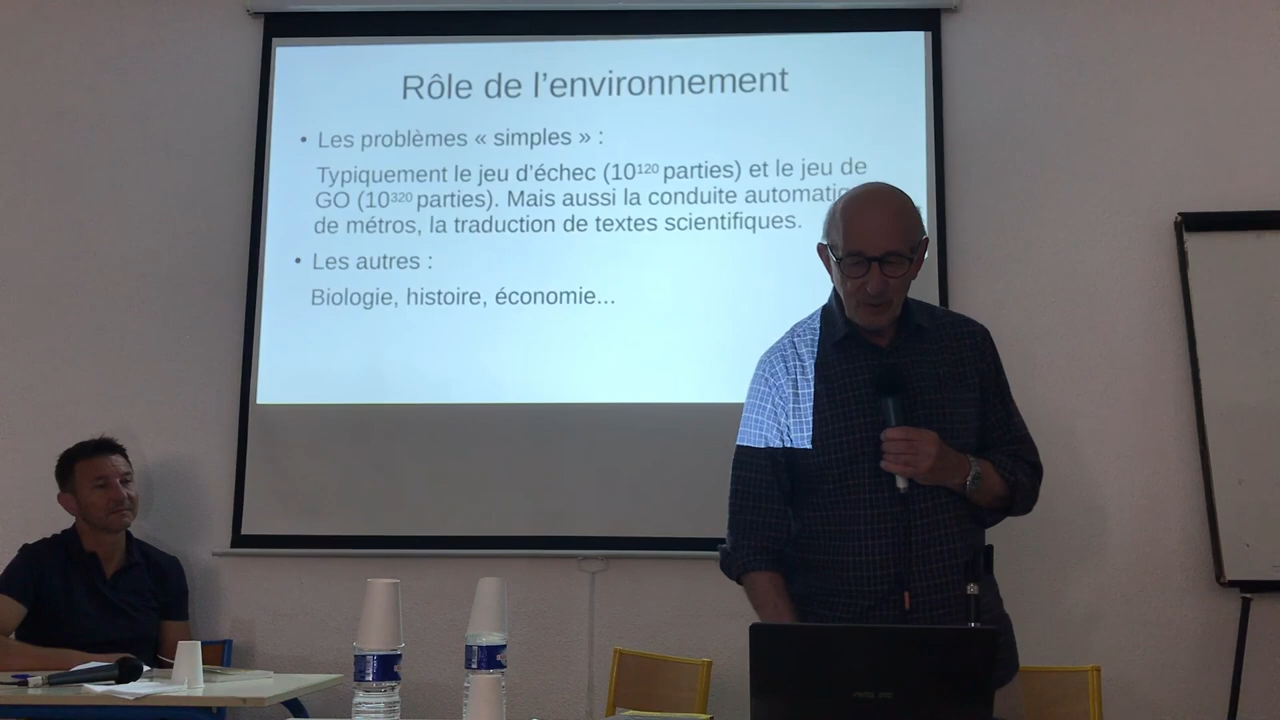 Rôle de l’environnement
• Les problèmes « simples » :
Typiquement le jeu d’échec (10¹²⁰ parties) et le jeu de
GO (10³²⁰ parties). Mais aussi la conduite
de métros, la traduction de textes scientifiques.
• Les autres :
Biologie, histoire, économie...